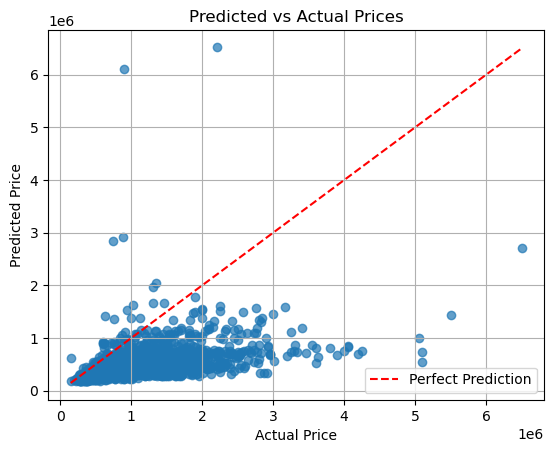 Predicted vs Actual Prices
1e6
6
5
4
3
2
1
0
Predicted Price
0 1 2 3 4 5 6
1e6
Actual Price
Perfect Prediction